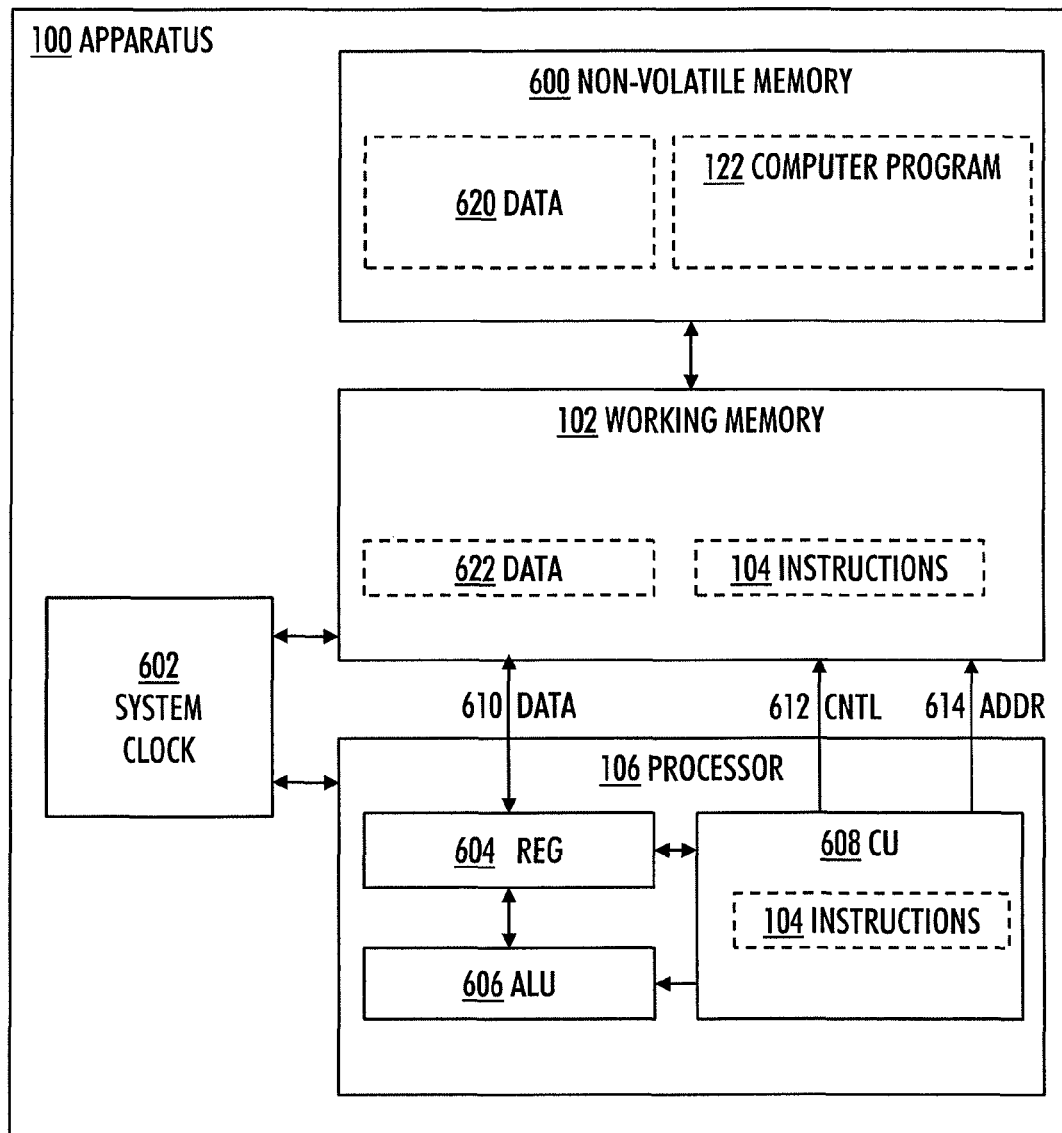 100 APPARATUS
600 NON-VOLATILE MEMORY
620 DATA
122 COMPUTER PROGRAM
102 WORKING MEMORY
622 DATA
104 INSTRUCTIONS
602
SYSTEM
CLOCK
610 DATA
612 CNTL
614 ADDR
106 PROCESSOR
604 REG
608 CU
104 INSTRUCTIONS
606 ALU